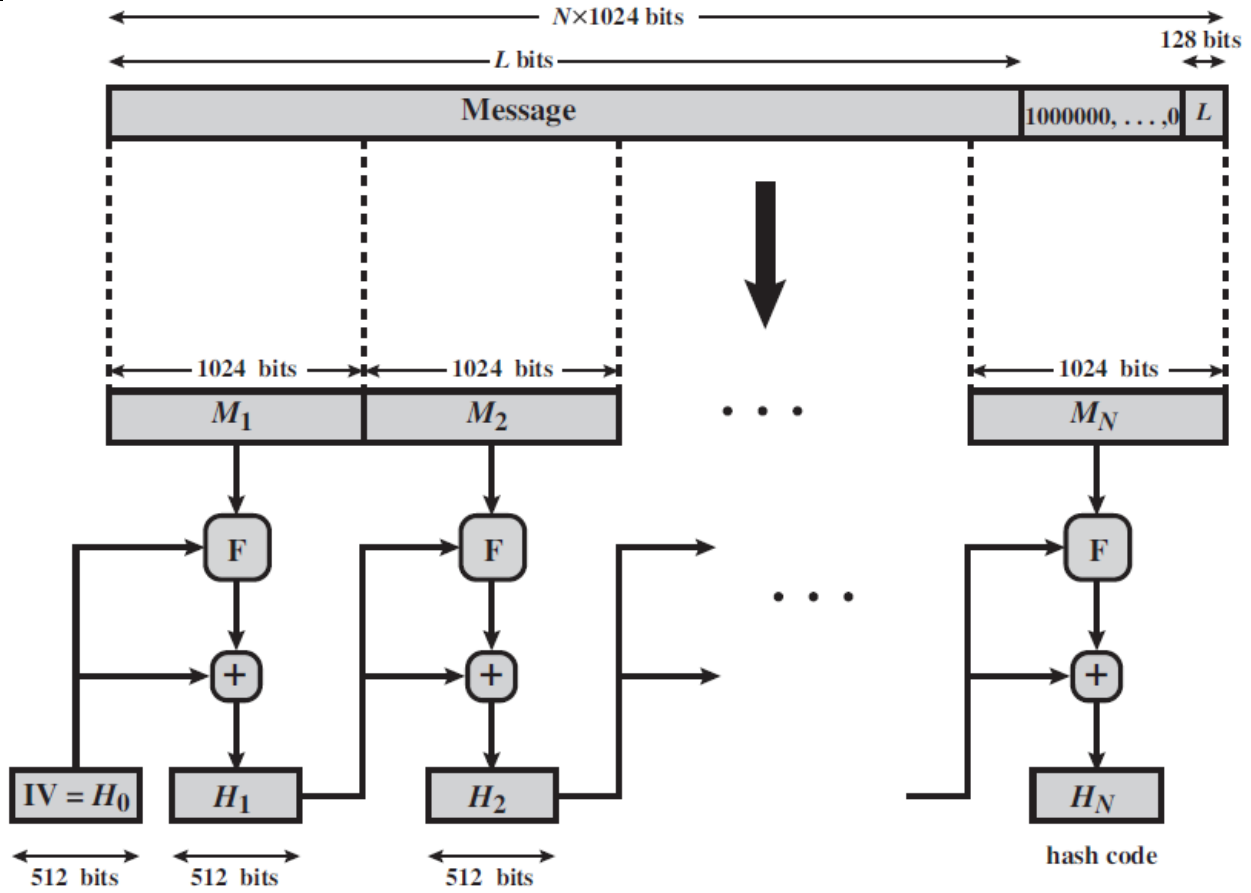 N×1024 bits
128 bits
L bits
Message
1000000, . . . ,0
L
1024 bits
1024 bits
1024 bits
M1
M2
. . .
MN
F
F
F
. . .
+
+
+
IV = H0
H1
H2
HN
hash code
512 bits
512 bits
512 bits